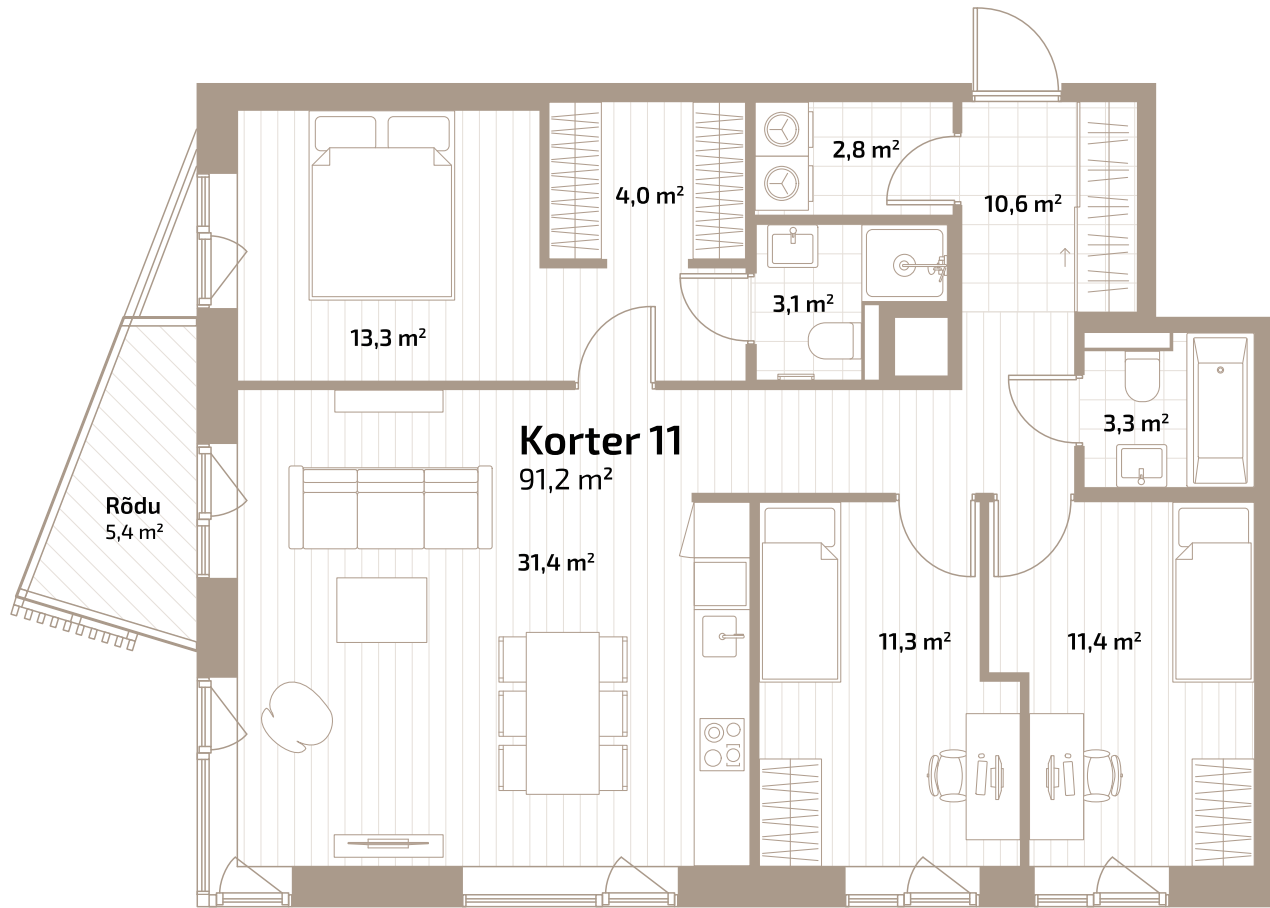 2,8 m²
4,0 m²
10,6 m²
3,1 m²
13,3 m²
3,3 m²
Korter 11
91,2 m²
Rõdu
5,4 m²
31,4 m²
11,3 m²
11,4 m²